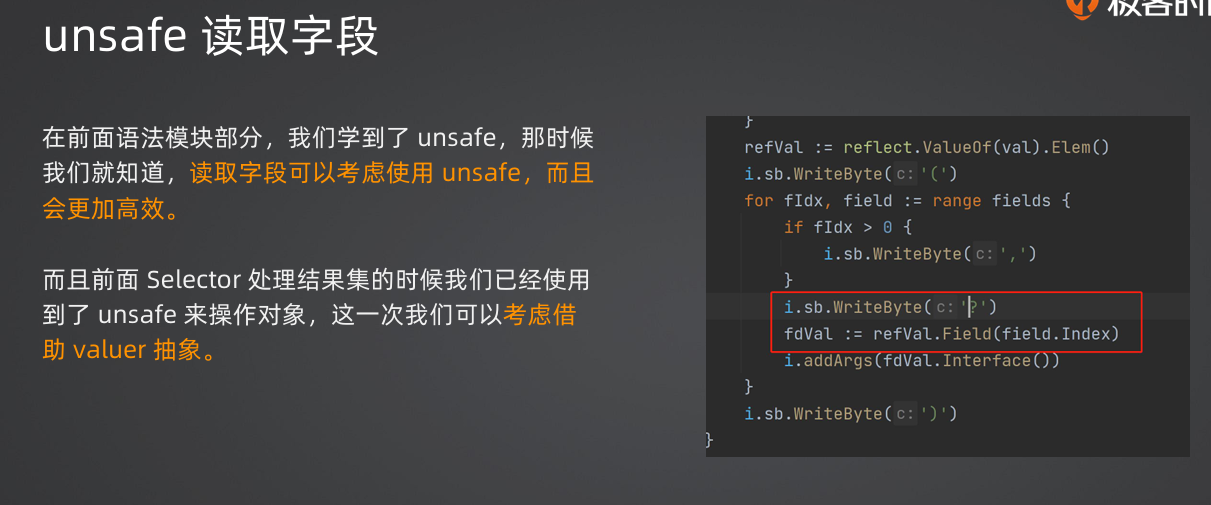 极客时间
unsafe 读取字段
在前面语法模块部分，我们学到了 unsafe，那时候
我们就知道，读取字段可以考虑使用 unsafe，而且
会更加高效。
而且前面 Selector 处理结果集的时候我们已经使用
到了 unsafe 来操作对象，这一次我们可以考虑借
助 valuer 抽象。
}
refVal := reflect.ValueOf(val).Elem()
i.sb.WriteByte( c: '(')
for fIdx, field := range fields {
if fIdx > 0 {
i.sb.WriteByte( c: ',')
}
i.sb.WriteByte( c: '?')
fdVal := refVal.Field(field.Index)
i.addArgs(fdVal.Interface())
}
i.sb.WriteByte( c: ')')
}